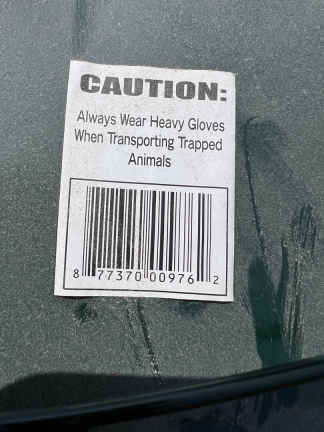 CAUTION:
Always Wear Heavy Gloves
When Transporting Trapped
Animals
8 77370 00976 2